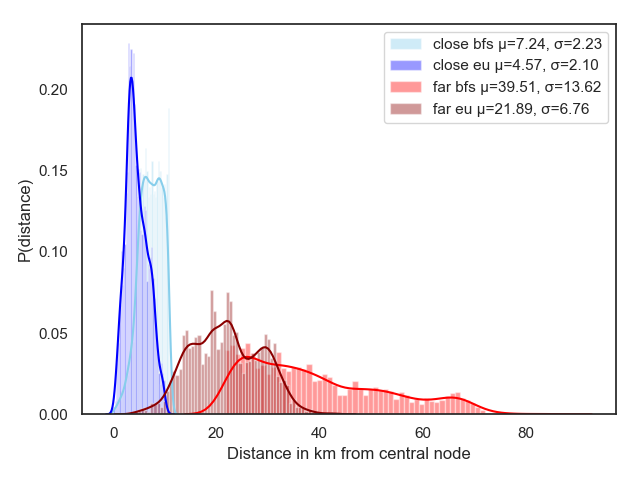 close bfs μ=7.24, σ=2.23
close eu μ=4.57, σ=2.10
far bfs μ=39.51, σ=13.62
far eu μ=21.89, σ=6.76
P(distance)
0.20
0.15
0.10
0.05
0.00
0 20 40 60 80
Distance in km from central node